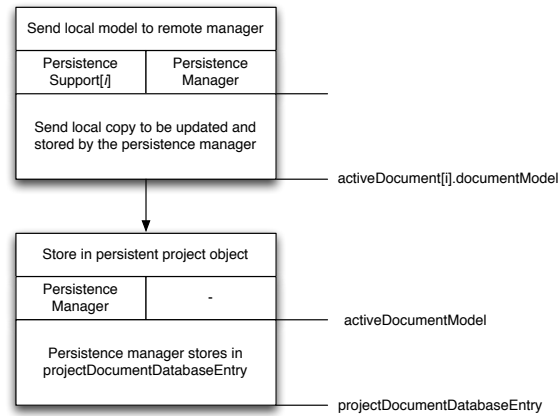 Send local model to remote manager
Persistence Support[i]
Persistence Manager
Send local copy to be updated and
stored by the persistence manager
activeDocument[i].documentModel
Store in persistent project object
Persistence Manager
-
activeDocumentModel
Persistence manager stores in
projectDocumentDatabaseEntry
projectDocumentDatabaseEntry